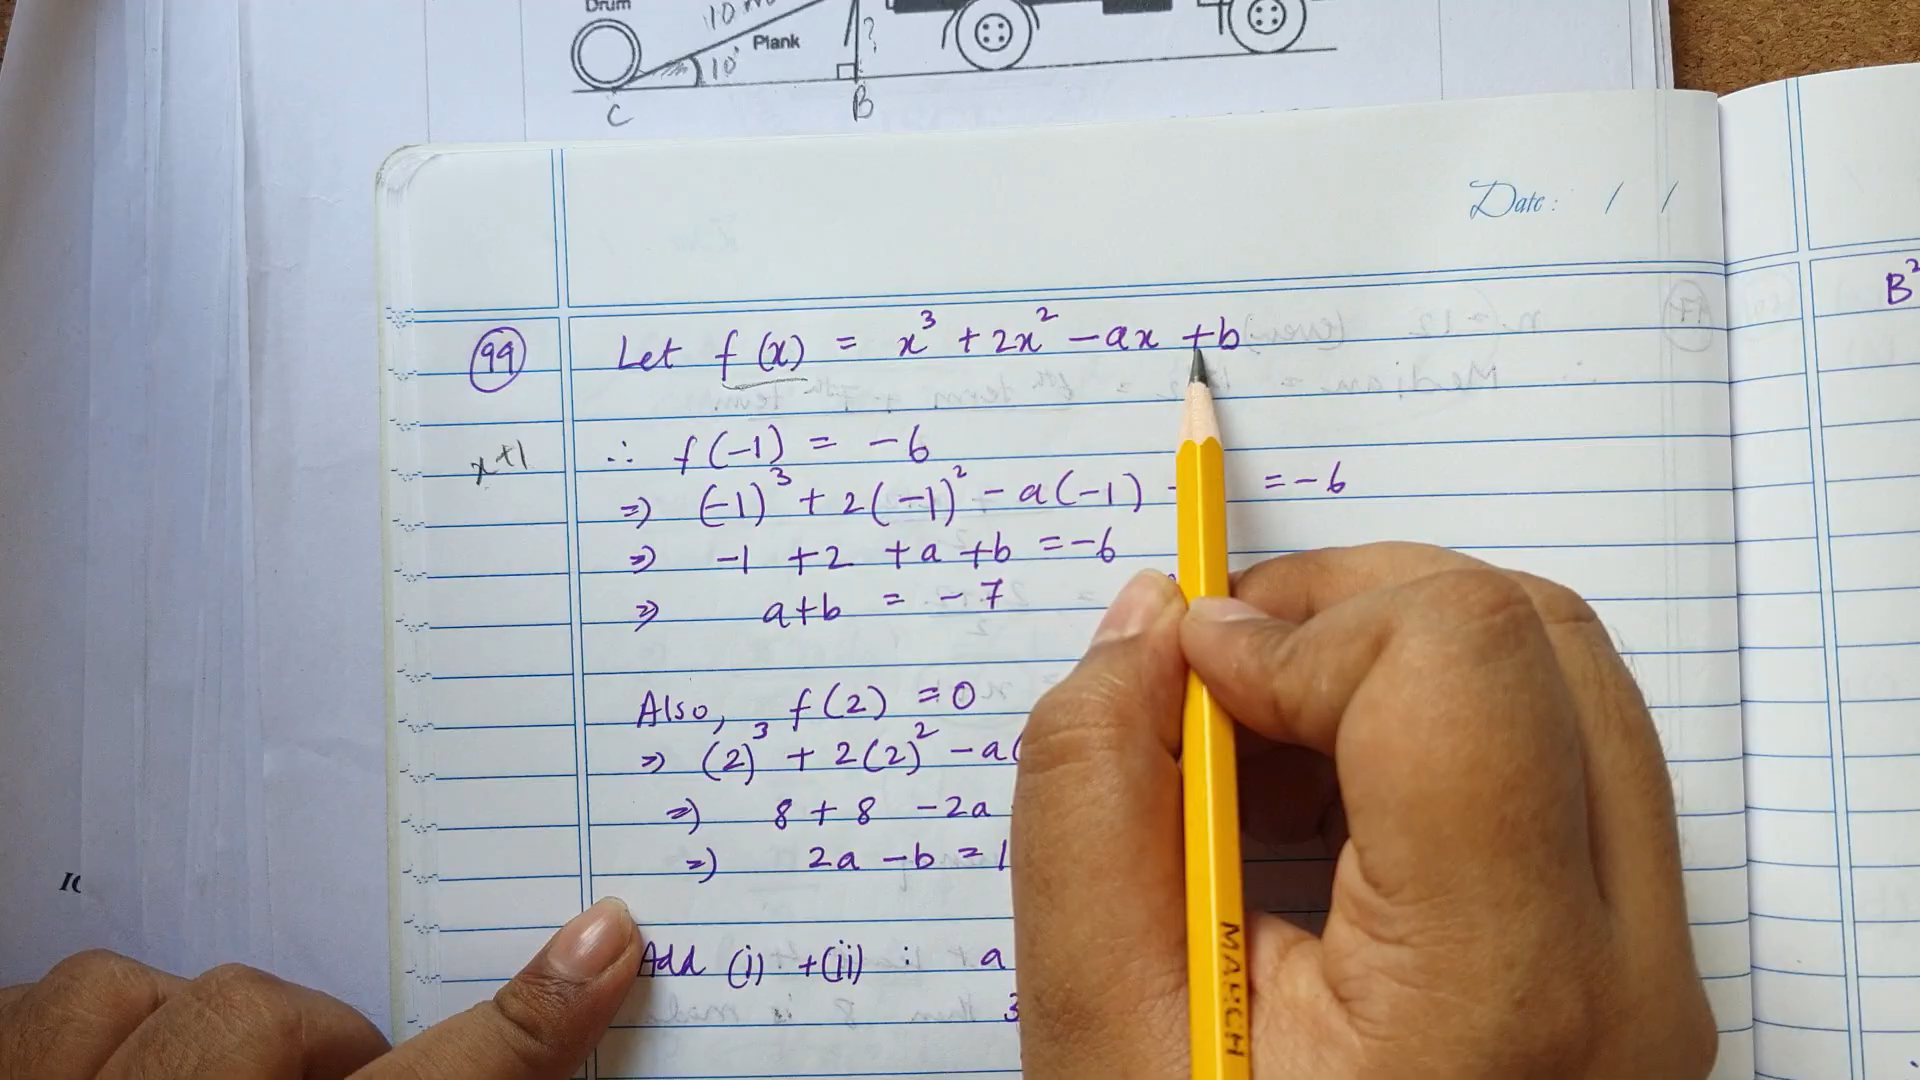 Drum
110
10°
Plank
?
C
B
Date: / /
B²
99
Let f(x) = x³ + 2x² - ax + b
x+1
∴ f(-1) = -6
⇒ (-1)³ + 2(-1)² - a(-1) = -6
⇒ -1 + 2 + a + b = -6
⇒ a+b = -7
Also, f(2) = 0
⇒ (2)³ + 2(2)² - a(
⇒ 8 + 8 - 2a
⇒ 2a - b = 1
Add (i) + (ii) : a
3
MARCH